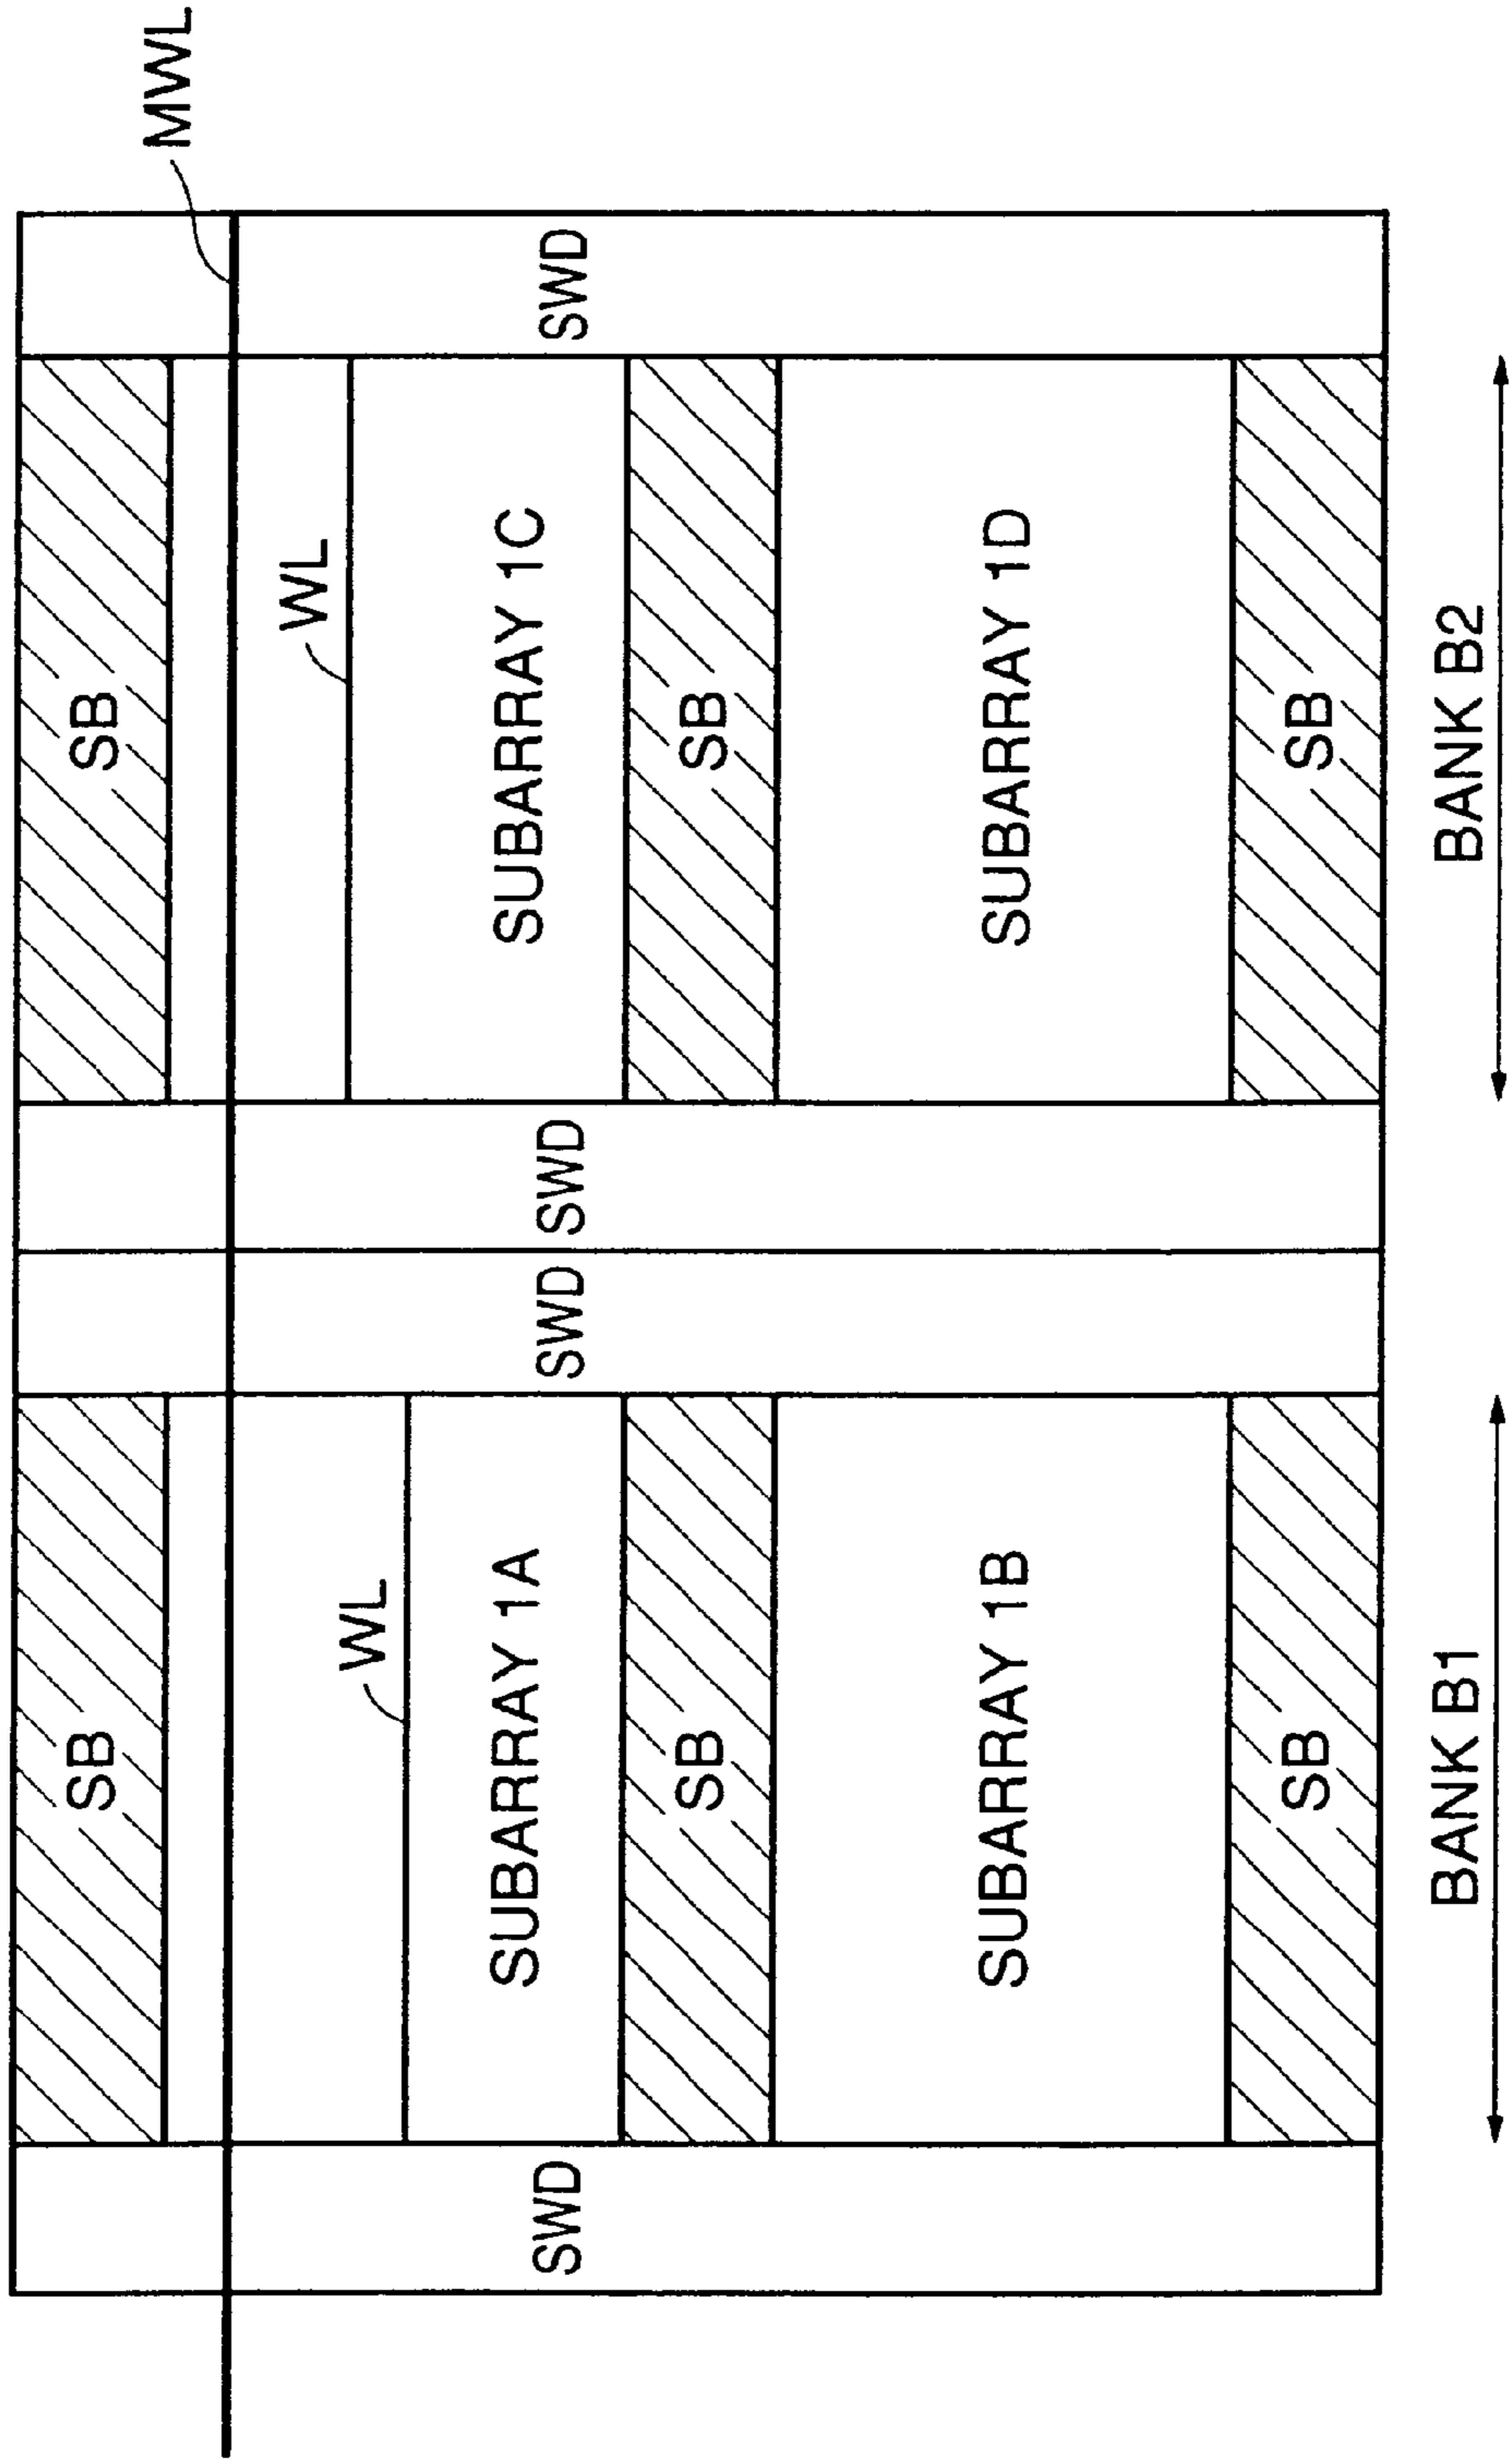 SB
SB
MWL
WL
WL
SUBARRAY 1A
SUBARRAY 1C
SWD
SWD
SWD
SWD
SB
SB
SUBARRAY 1B
SUBARRAY 1D
SB
SB
BANK B1
BANK B2